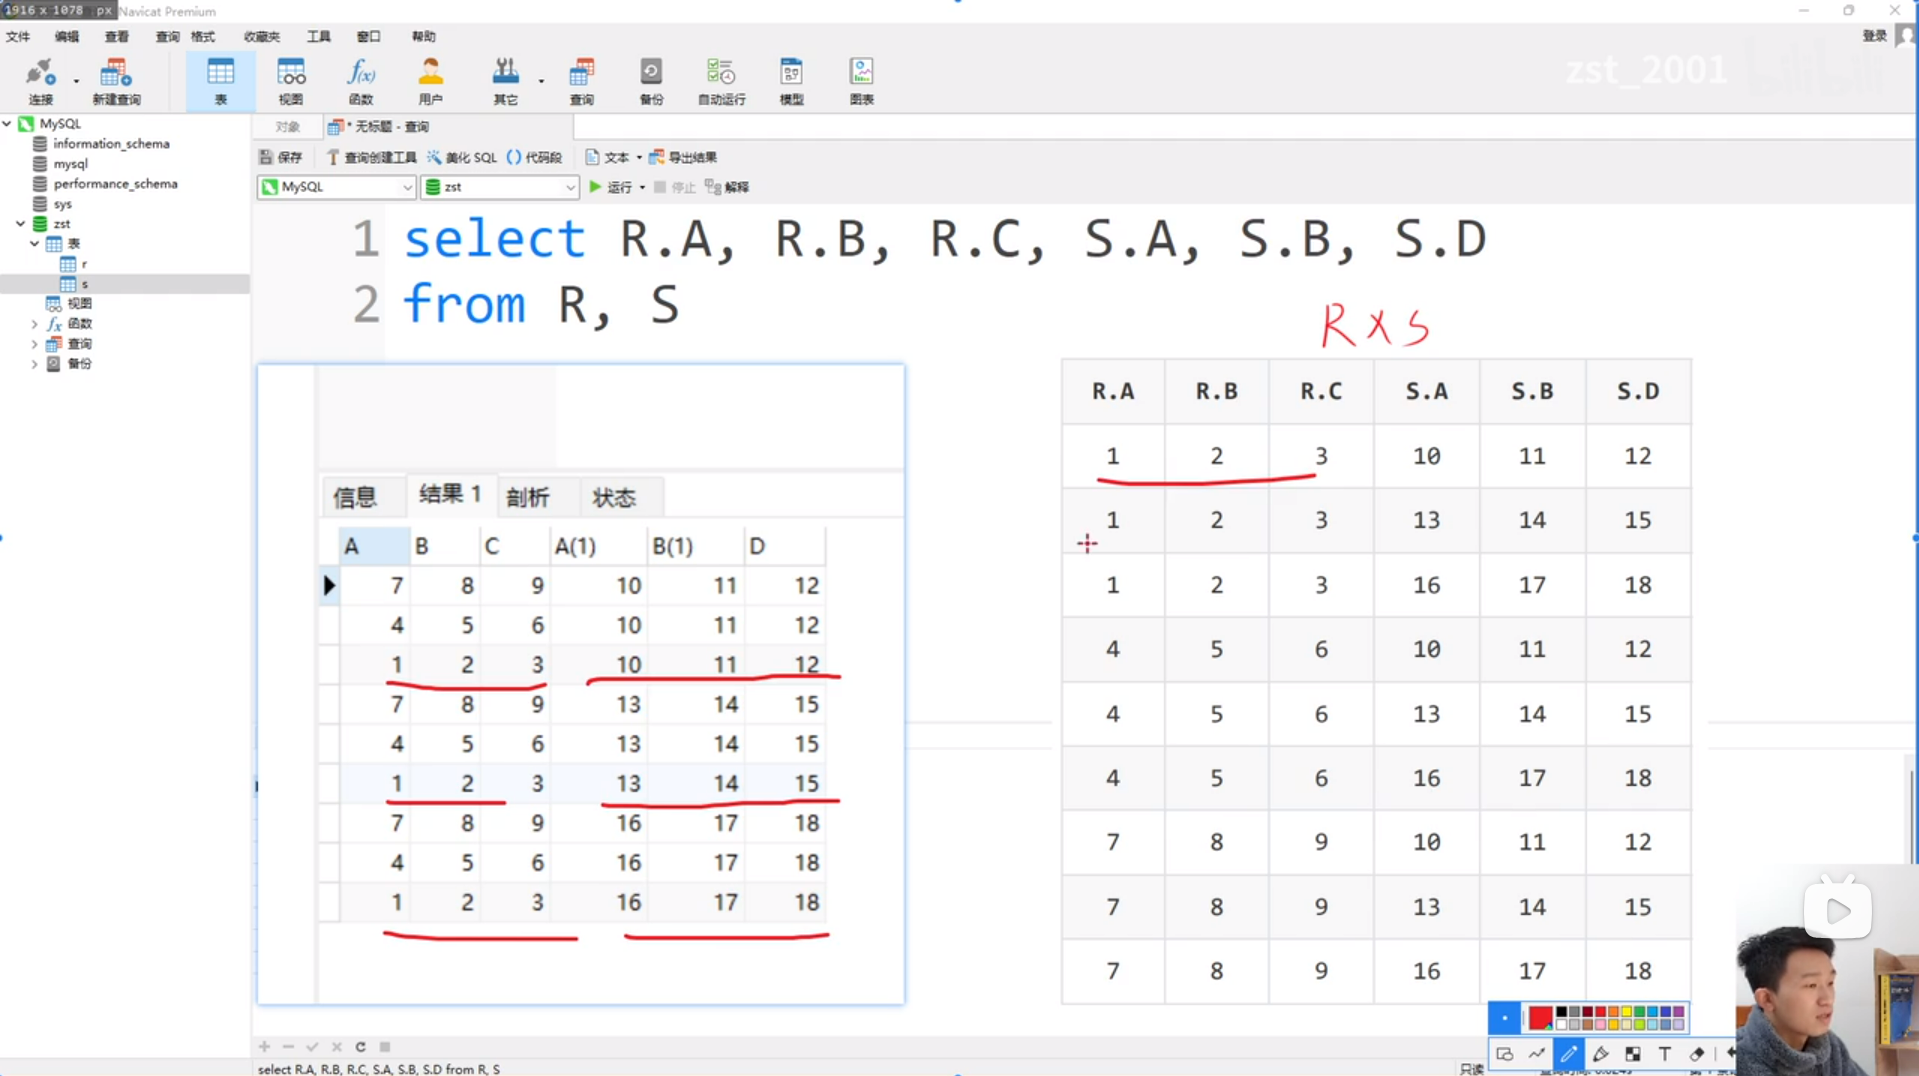 1916 x 1078 px
Navicat Premium
文件 编辑 查看 查询 格式 收藏夹 工具 窗口 帮助
登录
连接 新建查询 表 视图 函数 用户 其它 查询 备份 自动运行 模型 图表
zst_2001 bilibili
MySQL
information_schema
mysql
performance_schema
sys
zst
表
r
s
视图
函数
查询
备份
对象 * 无标题 - 查询
保存 查询创建工具 美化 SQL () 代码段 文本 导出结果
MySQL zst 运行 停止 解释
1 select R.A, R.B, R.C, S.A, S.B, S.D
2 from R, S
R×S
信息 结果 1 剖析 状态
A B C A(1) B(1) D
7 8 9 10 11 12
4 5 6 10 11 12
1 2 3 10 11 12
7 8 9 13 14 15
4 5 6 13 14 15
1 2 3 13 14 15
7 8 9 16 17 18
4 5 6 16 17 18
1 2 3 16 17 18
R.A R.B R.C S.A S.B S.D
1 2 3 10 11 12
1 2 3 13 14 15
1 2 3 16 17 18
4 5 6 10 11 12
4 5 6 13 14 15
4 5 6 16 17 18
7 8 9 10 11 12
7 8 9 13 14 15
7 8 9 16 17 18
select R.A, R.B, R.C, S.A, S.B, S.D from R, S
只读